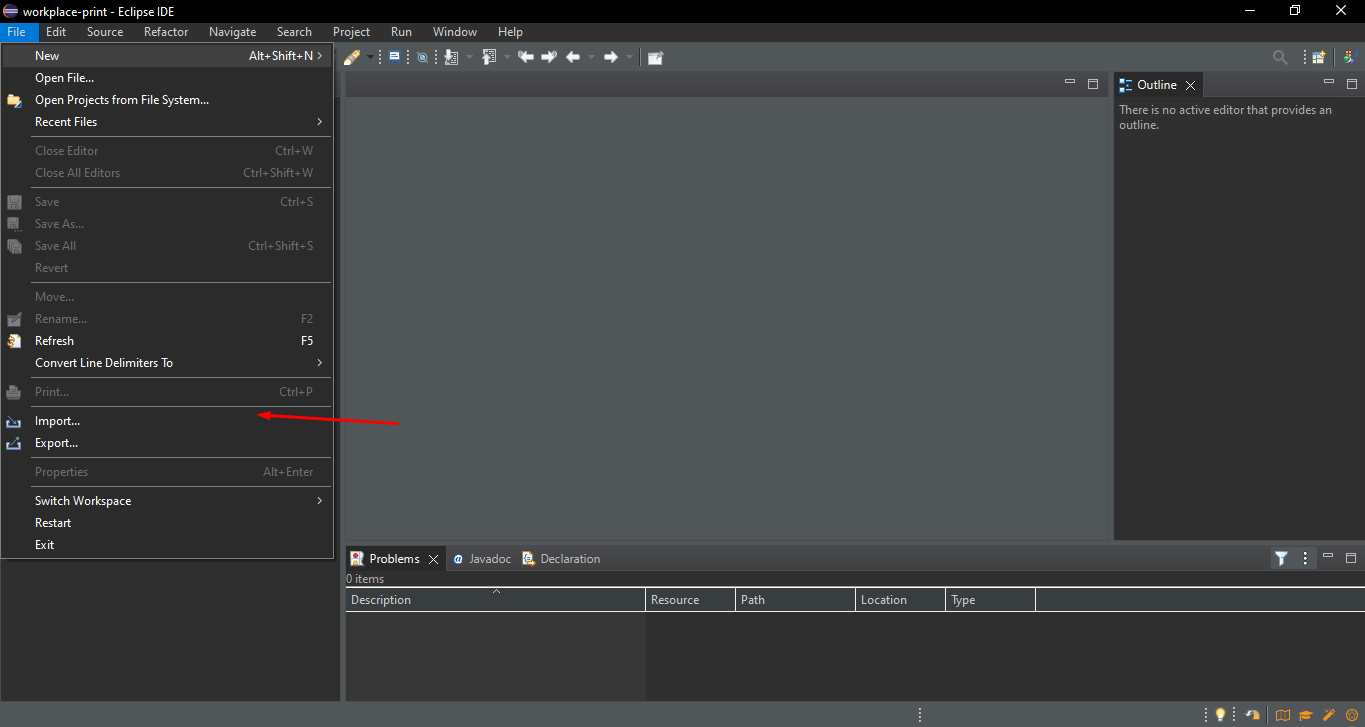 workplace-print - Eclipse IDE
File Edit Source Refactor Navigate Search Project Run Window Help
New Alt+Shift+N
Open File...
Open Projects from File System...
Recent Files
Close Editor Ctrl+W
Close All Editors Ctrl+Shift+W
Save Ctrl+S
Save As...
Save All Ctrl+Shift+S
Revert
Move...
Rename... F2
Refresh F5
Convert Line Delimiters To
Print... Ctrl+P
Import...
Export...
Properties Alt+Enter
Switch Workspace
Restart
Exit
Outline
There is no active editor that provides an
outline.
Problems @ Javadoc Declaration
0 items
Description Resource Path Location Type